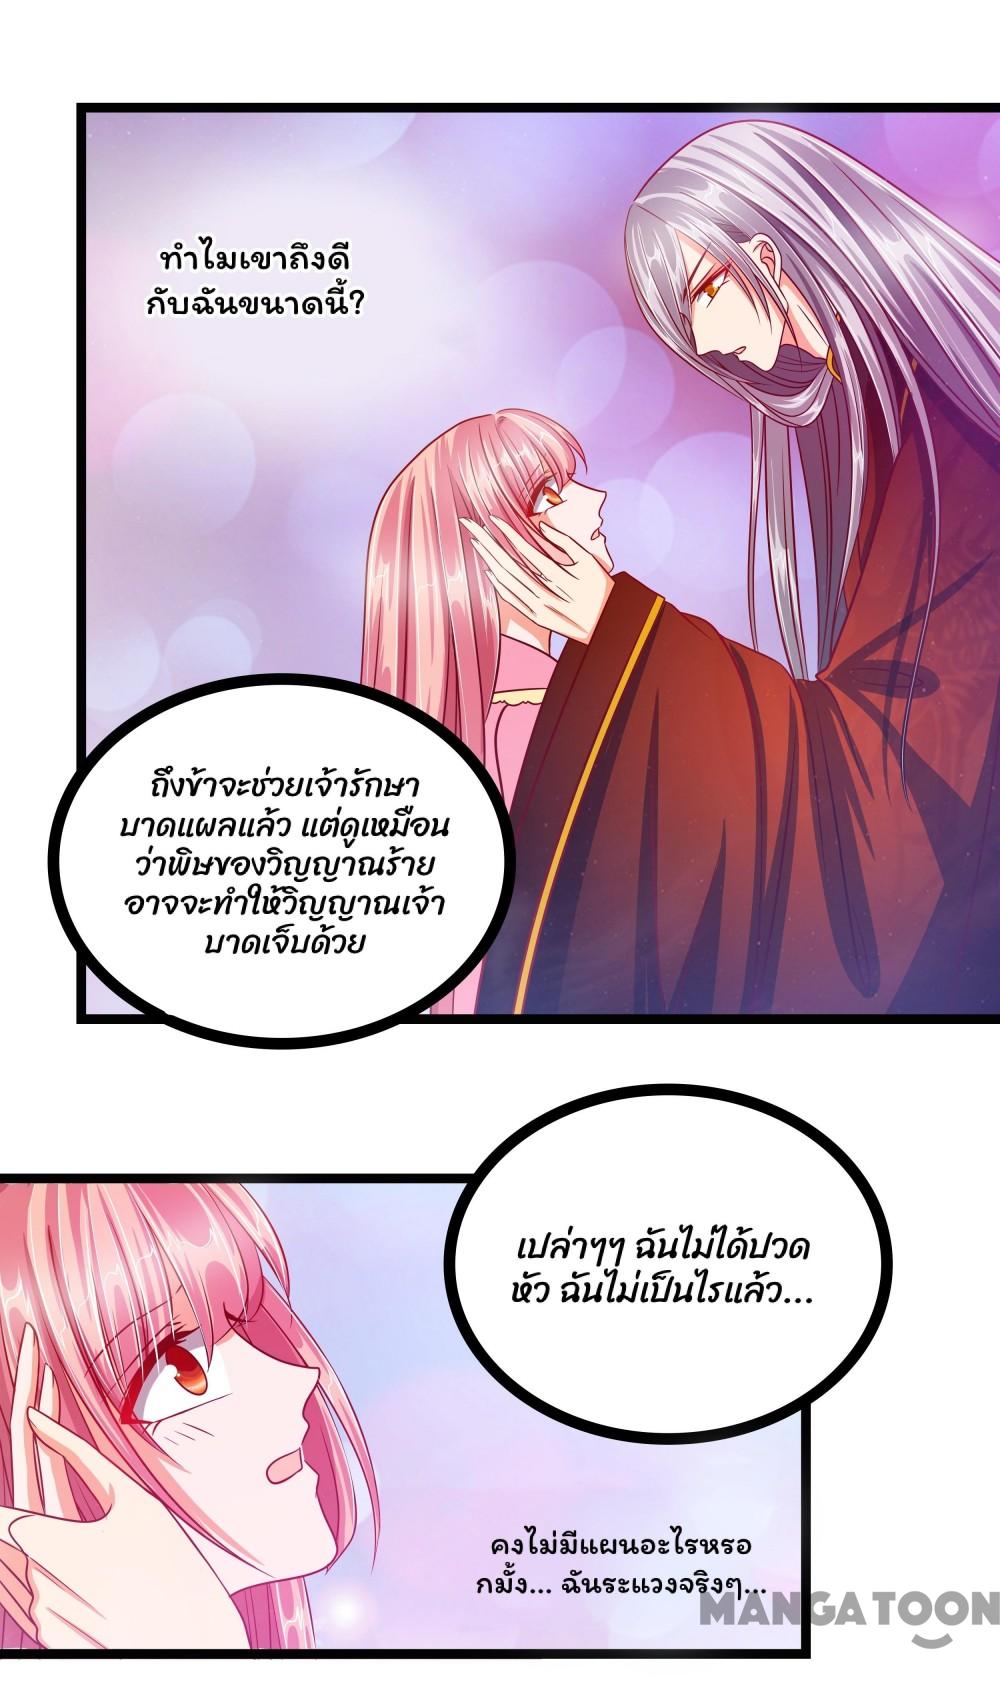 ทำไมเขาถึงดี
กับฉันขนาดนี้?
ถึงข้าจะช่วยเจ้ารักษา
บาดแผลแล้ว แต่ดูเหมือน
ว่าพิษของวิญญาณร้าย
อาจจะทำให้วิญญาณเจ้า
บาดเจ็บด้วย
เปล่าๆๆ ฉันไม่ได้ปวด
หัว ฉันไม่เป็นไรแล้ว...
คงไม่มีแผนอะไรหรอ
กมั้ง... ฉันระแวงจริงๆ...
MANGATOON